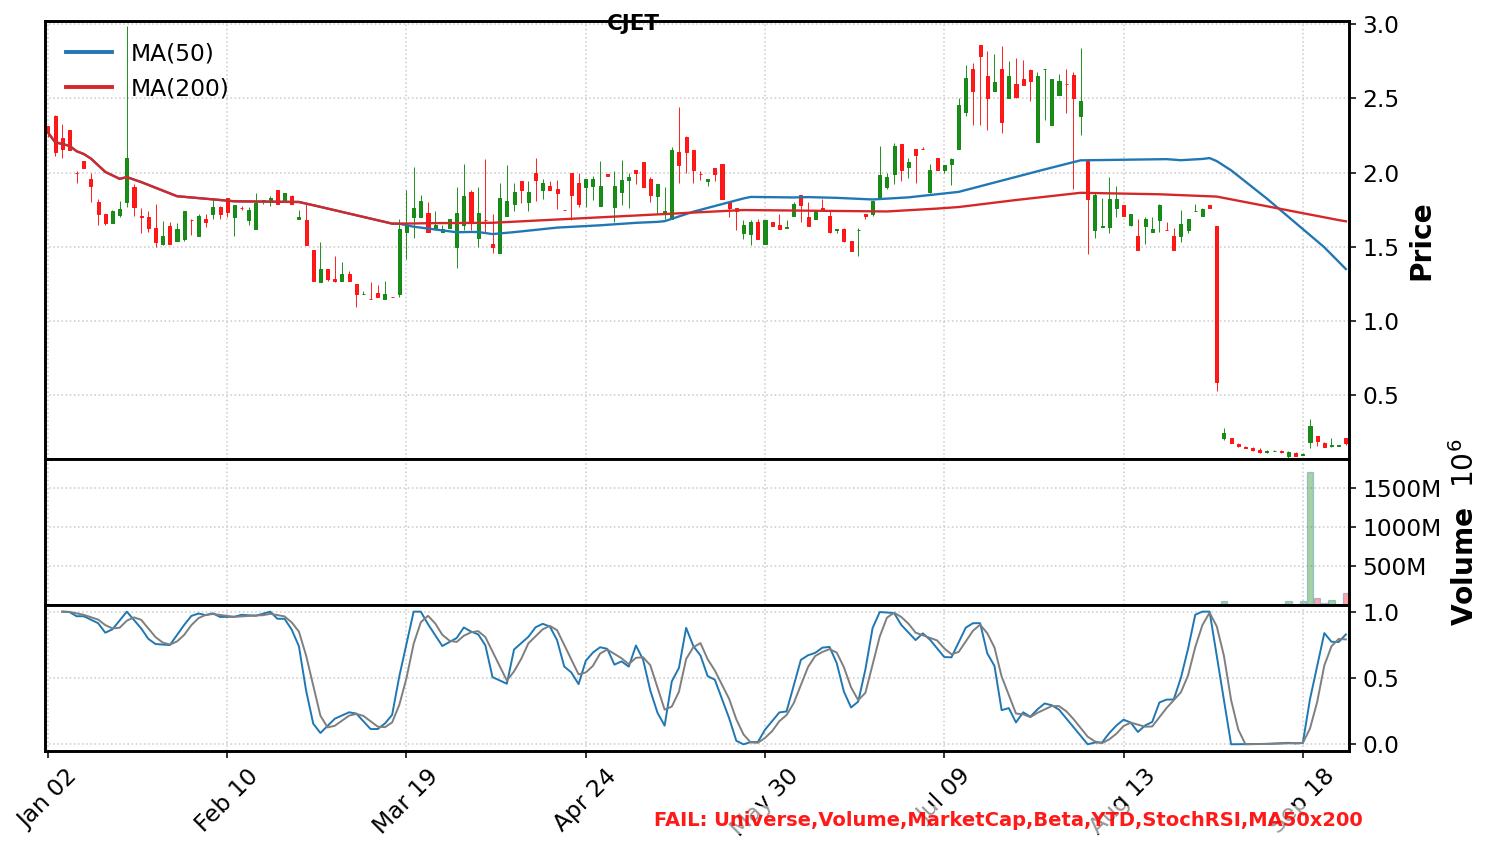 CJET
MA(50)
MA(200)
3.0
2.5
2.0
1.5
1.0
0.5
Price
1500M
1000M
500M
Volume 10^6
1.0
0.5
0.0
Jan 02
Feb 10
Mar 19
Apr 24
May 30
Jul 09
Aug 13
Sep 18
FAIL: Universe,Volume,MarketCap,Beta,YTD,StochRSI,MA50x200